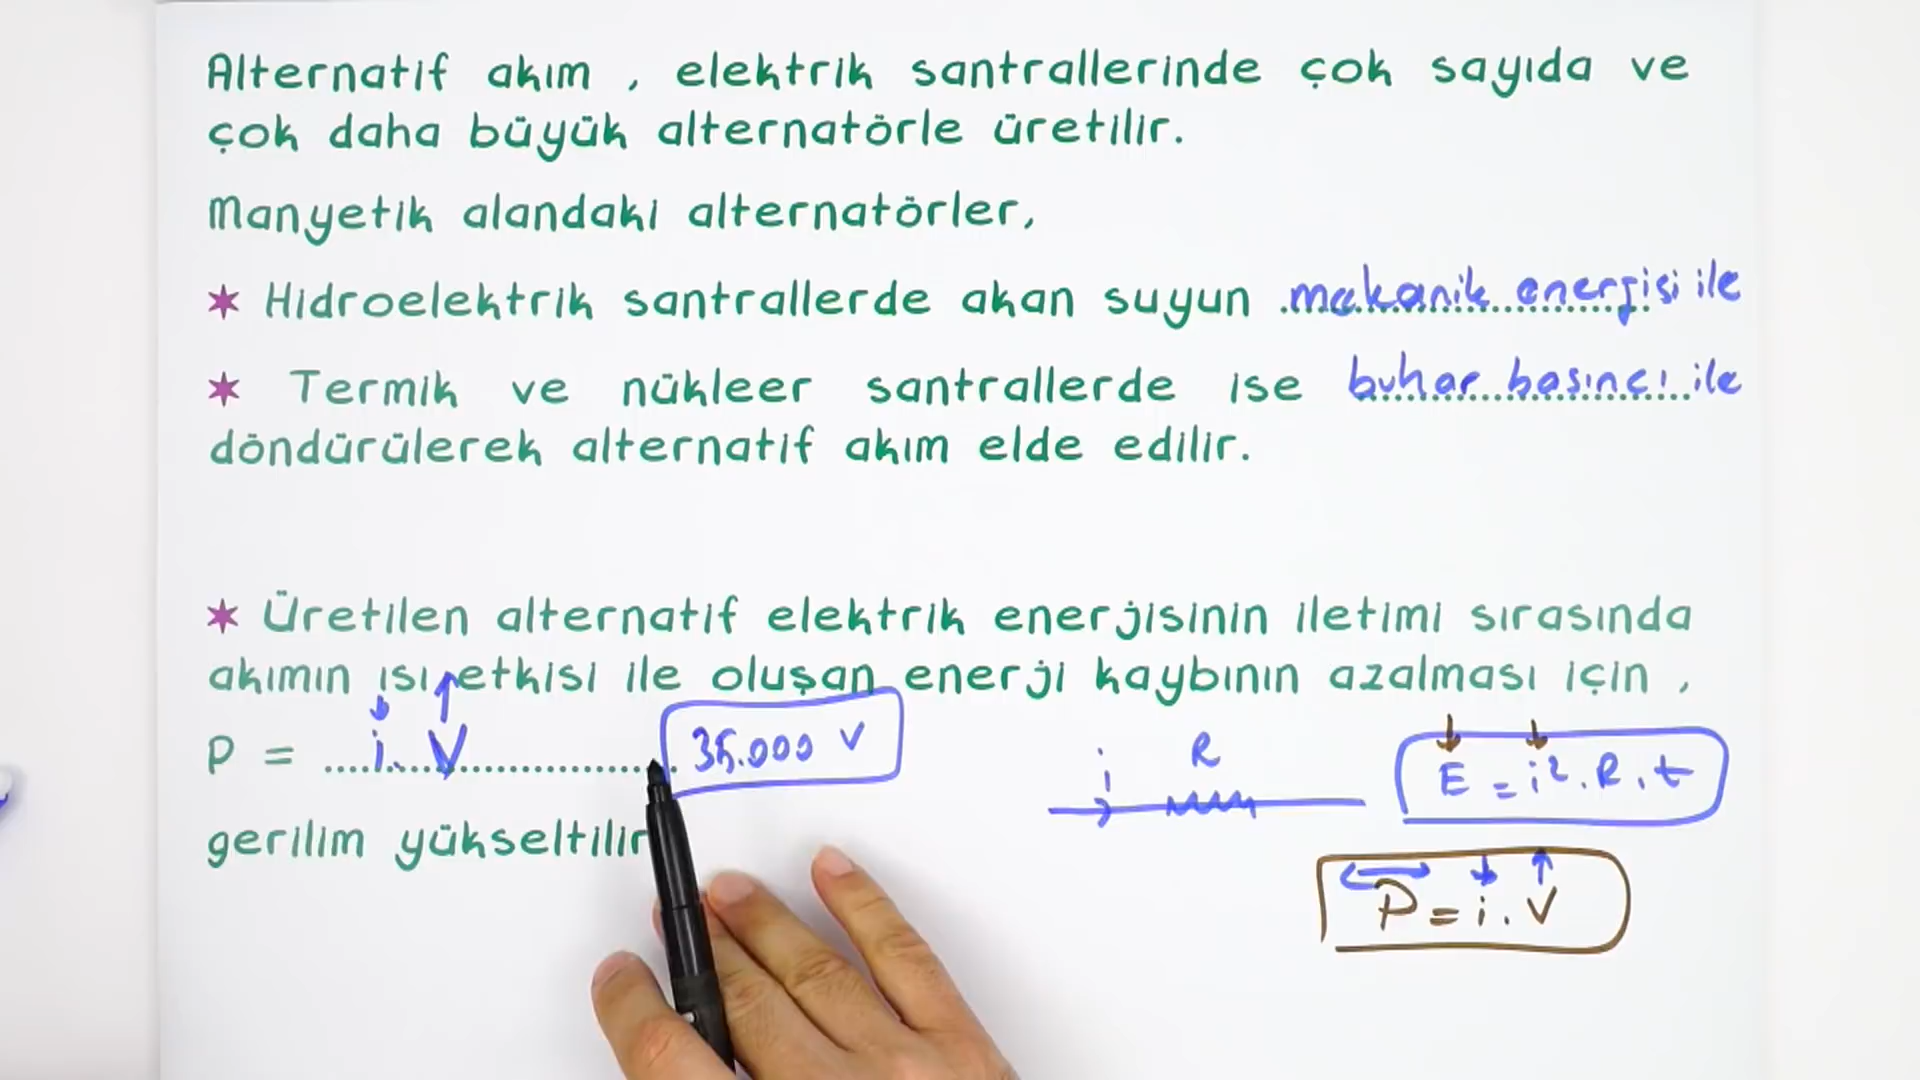 Alternatif akım , elektrik santrallerinde çok sayıda ve
çok daha büyük alternatörle üretilir.
Manyetik alandaki alternatörler,
✶ Hidroelektrik santrallerde akan suyun mekanik enerjisi ile
✶ Termik ve nükleer santrallerde ise buhar basıncı ile
döndürülerek alternatif akım elde edilir.
✶ Üretilen alternatif elektrik enerjisinin iletimi sırasında
akımın ısı etkisi ile oluşan enerji kaybının azalması için ,
P = i. V 35.000 V
i R
E = i². R. t
gerilim yükseltilir
P = i. V